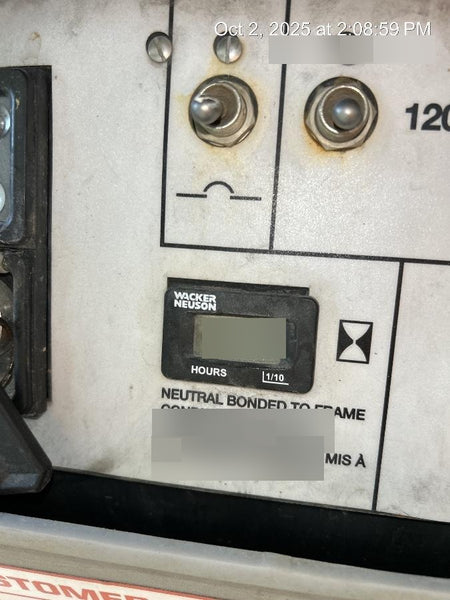 Oct 2, 2025 at 2:08:59 PM
120
WACKER
NEUSON
HOURS 1/10
NEUTRAL BONDED TO FRAME
MIS À
STOMER